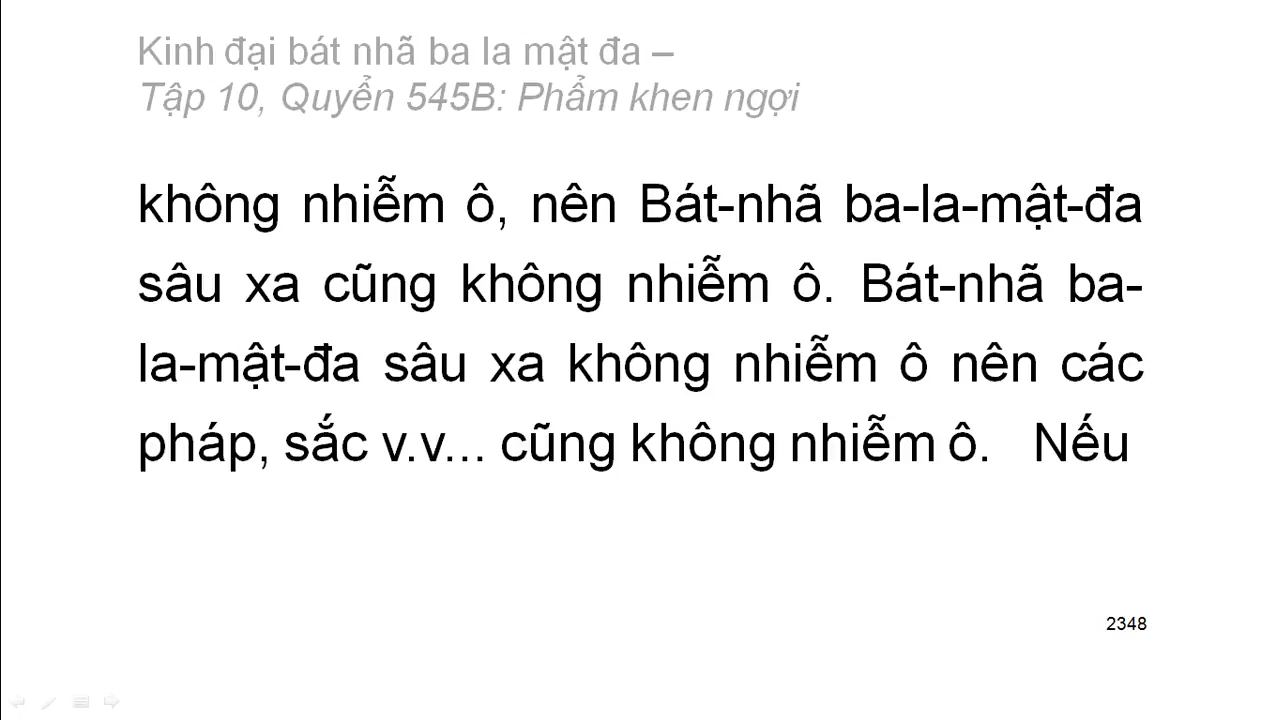 Kinh đại bát nhã ba la mật đa –
Tập 10, Quyển 545B: Phẩm khen ngợi
không nhiễm ô, nên Bát-nhã ba-la-mật-đa
sâu xa cũng không nhiễm ô. Bát-nhã ba-
la-mật-đa sâu xa không nhiễm ô nên các
pháp, sắc v.v... cũng không nhiễm ô. Nếu
2348